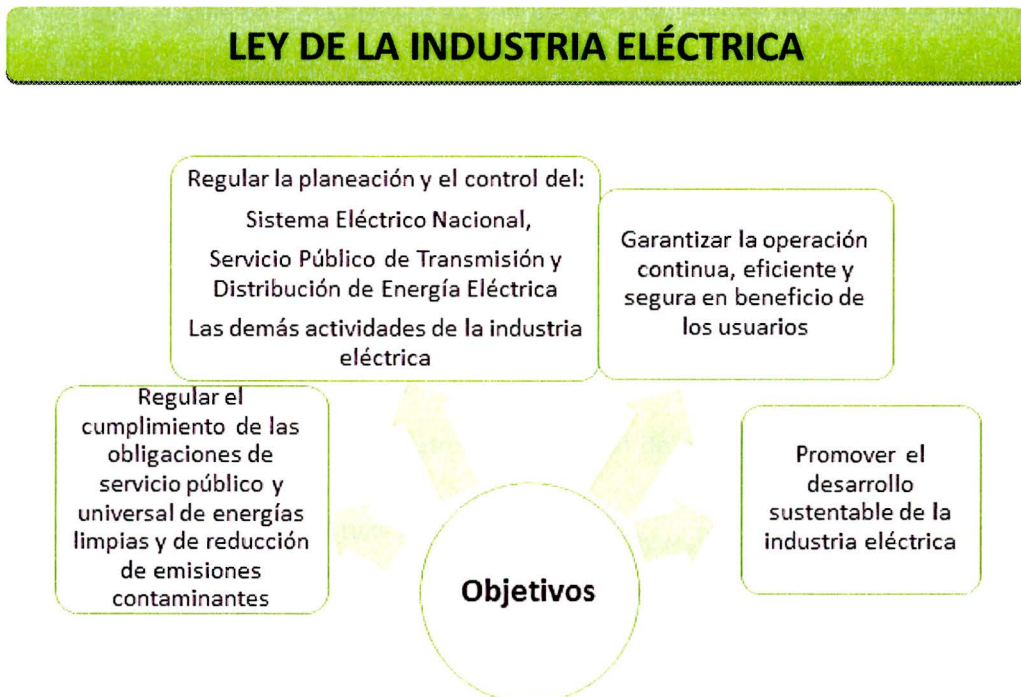 LEY DE LA INDUSTRIA ELÉCTRICA
Regular la planeación y el control del:
Sistema Eléctrico Nacional,
Servicio Público de Transmisión y
Distribución de Energía Eléctrica
Las demás actividades de la industria
eléctrica
Garantizar la operación
continua, eficiente y
segura en beneficio de
los usuarios
Regular el
cumplimiento de las
obligaciones de
servicio público y
universal de energías
limpias y de reducción
de emisiones
contaminantes
Promover el
desarrollo
sustentable de la
industria eléctrica
Objetivos